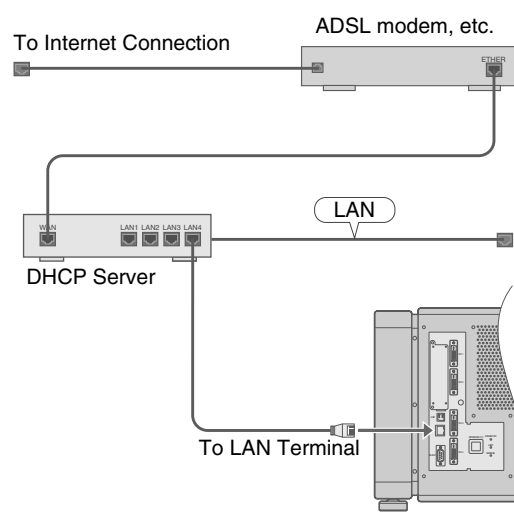 ADSL modem, etc.
To Internet Connection
ETHER
LAN
WAN
LAN1 LAN2 LAN3 LAN4
DHCP Server
To LAN Terminal